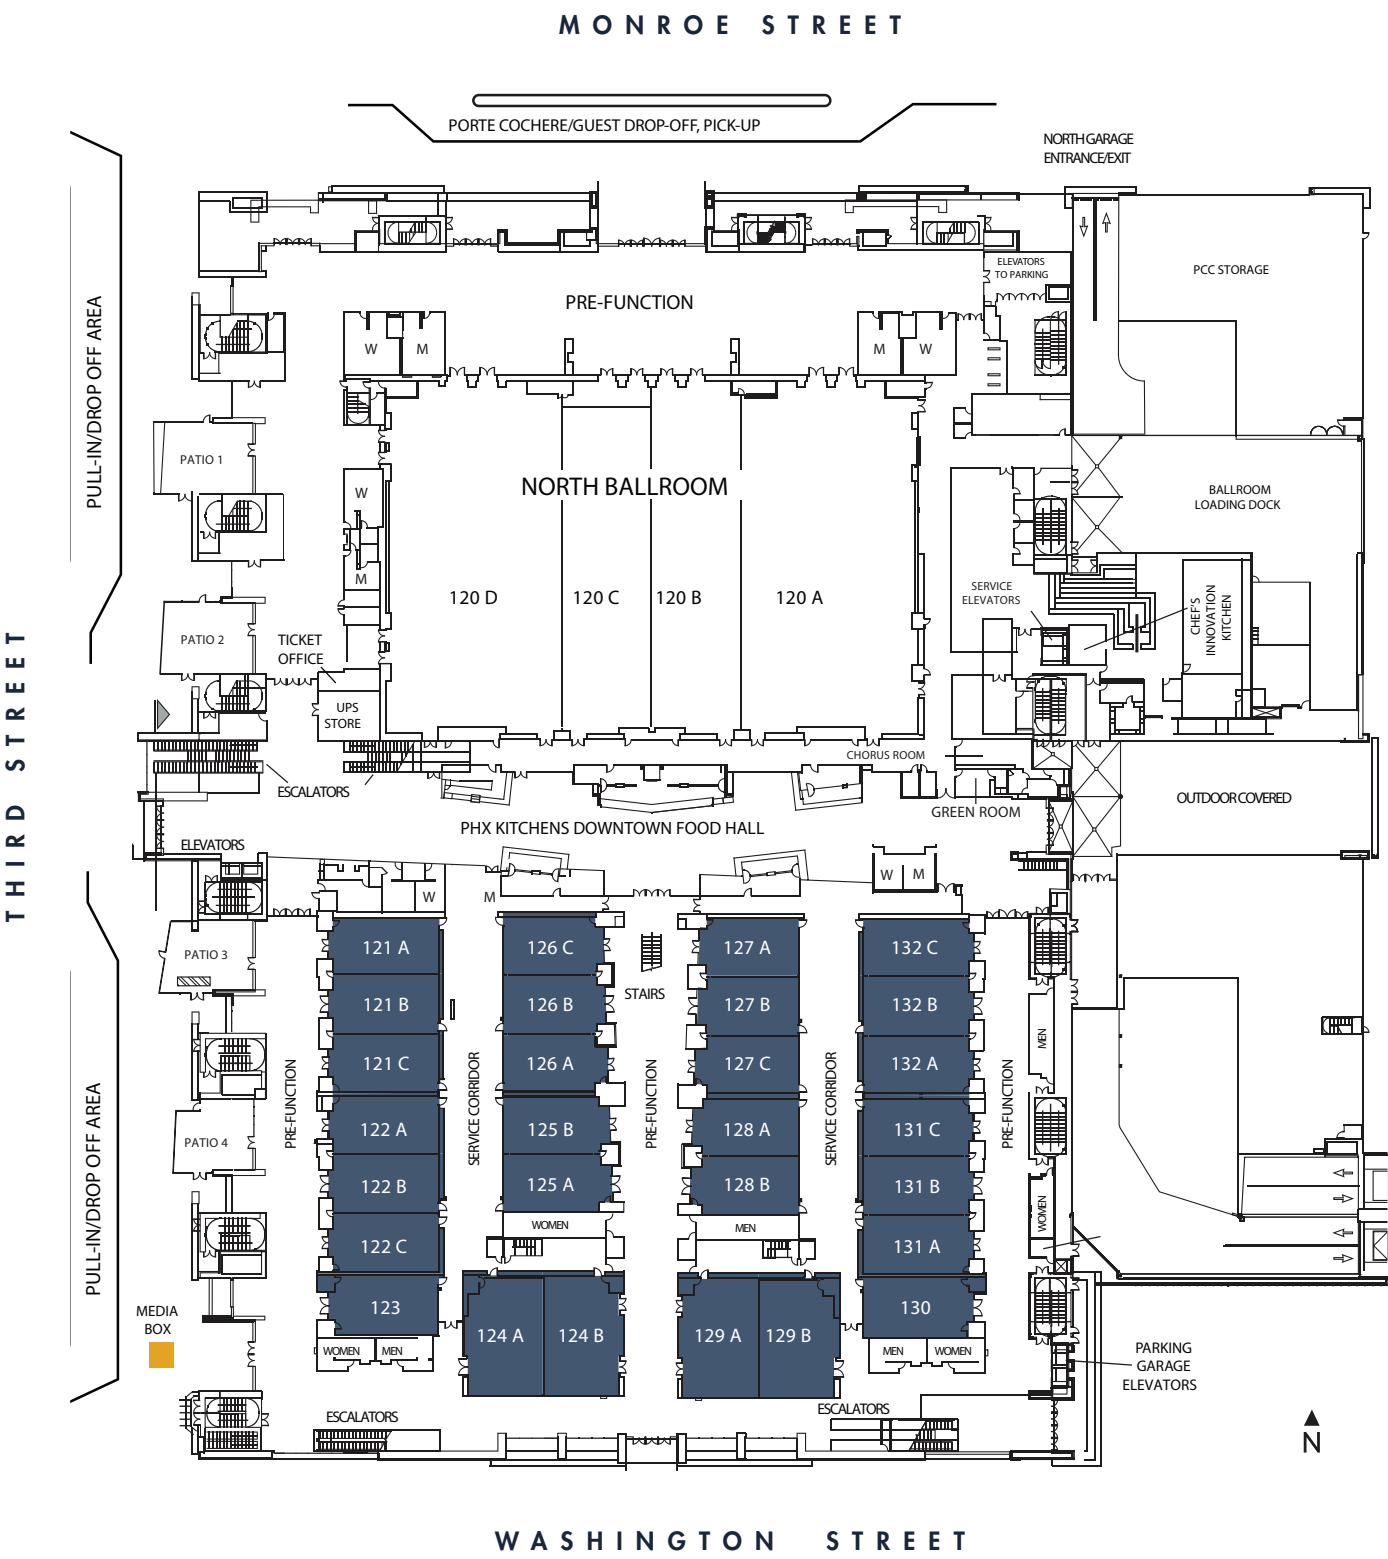 MONROE STREET
PORTE COCHERE/GUEST DROP-OFF, PICK-UP
NORTH GARAGE
ENTRANCE/EXIT
PULL-IN/DROP OFF AREA
ELEVATORS
TO PARKING
PCC STORAGE
PRE-FUNCTION
W
M
M
W
PATIO 1
NORTH BALLROOM
W
M
BALLROOM
LOADING DOCK
SERVICE
ELEVATORS
CHEF'S
INNOVATION
KITCHEN
120 D
120 C
120 B
120 A
PATIO 2
TICKET
OFFICE
UPS
STORE
THIRD STREET
CHORUS ROOM
ESCALATORS
GREEN ROOM
OUTDOOR COVERED
PHX KITCHENS DOWNTOWN FOOD HALL
ELEVATORS
W
M
W
M
PATIO 3
121 A
126 C
127 A
132 C
STAIRS
121 B
126 B
127 B
132 B
MEN
121 C
126 A
127 C
132 A
PRE-FUNCTION
SERVICE CORRIDOR
PRE-FUNCTION
SERVICE CORRIDOR
PRE-FUNCTION
PATIO 4
122 A
125 B
128 A
131 C
PULL-IN/DROP OFF AREA
122 B
125 A
128 B
131 B
WOMEN
WOMEN
MEN
122 C
131 A
MEDIA
BOX
123
124 A
124 B
129 A
129 B
130
WOMEN
MEN
MEN
WOMEN
PARKING
GARAGE
ELEVATORS
ESCALATORS
ESCALATORS
N
WASHINGTON STREET